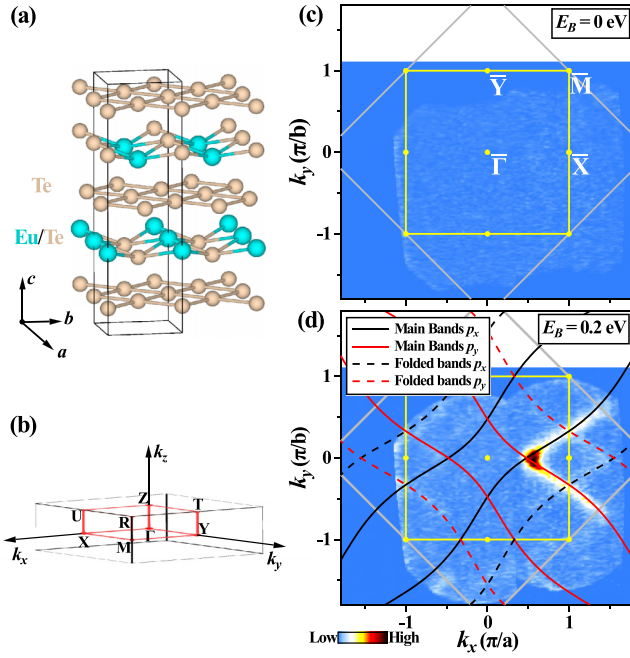 (a)
Te
Eu/Te
c
b
a
(b)
k_z
Z
T
U
R
Γ
Y
X
M
k_x
k_y
(c)
E_B = 0 eV
1
0
-1
k_y (π/b)
Y̅
M̅
Γ̅
X̅
(d)
Main Bands p_x
Main Bands p_y
Folded bands p_x
Folded bands p_y
E_B = 0.2 eV
1
0
-1
k_y (π/b)
-1
0
1
Low
High
k_x (π/a)